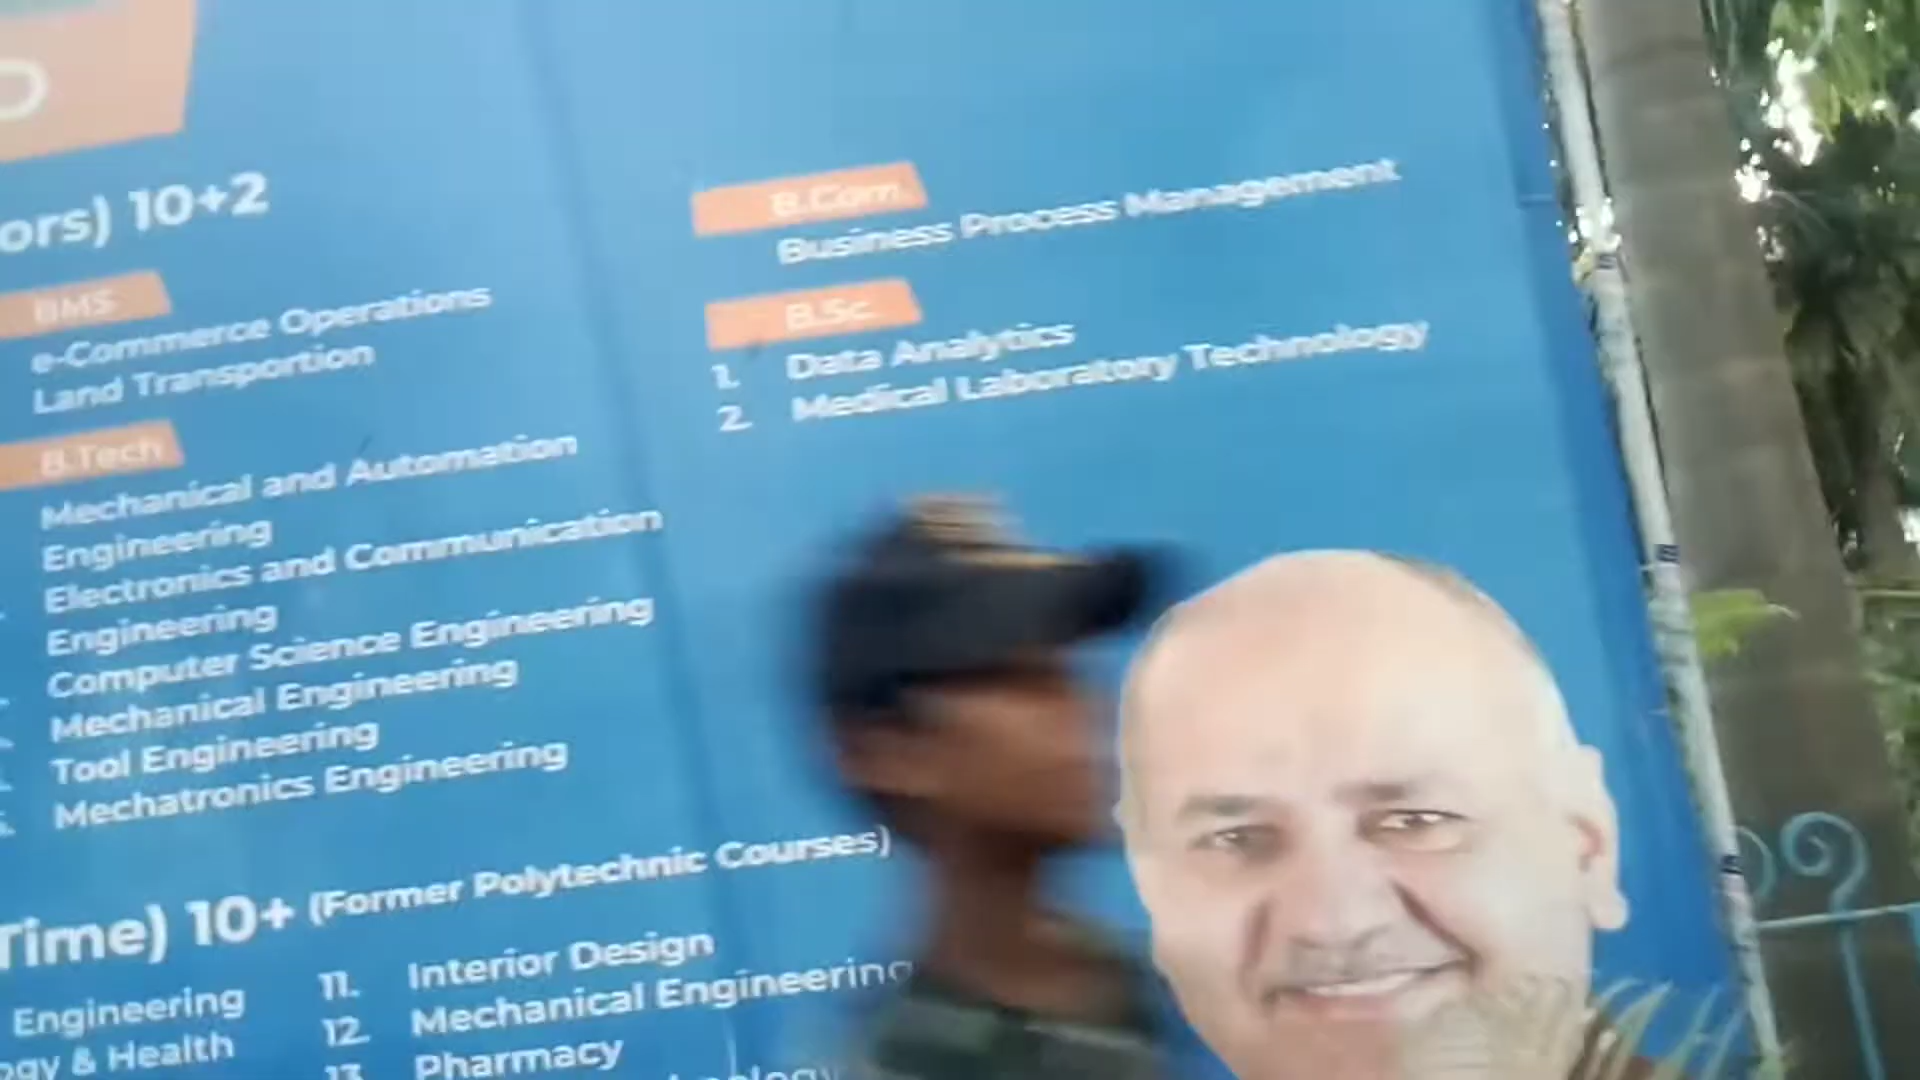 ors) 10+2
BMS
e-Commerce Operations
Land Transportion
B.Tech
Mechanical and Automation
Engineering
Electronics and Communication
Engineering
Computer Science Engineering
Mechanical Engineering
Tool Engineering
Mechatronics Engineering
B.Com.
Business Process Management
B.Sc.
1. Data Analytics
2. Medical Laboratory Technology
Time) 10+ (Former Polytechnic Courses)
Engineering
ogy & Health
11. Interior Design
12. Mechanical Engineering
13. Pharmacy